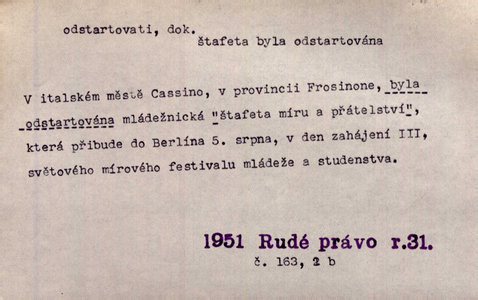 odstartovati, dok.
štafeta byla odstartována
V italském městě Cassino, v provincii Frosinone, byla
odstartována mládežnická "štafeta míru a přátelství",
která přibude do Berlína 5. srpna, v den zahájení III,
světového mírového festivalu mládeže a studenstva.
1951 Rudé právo r.31.
č. 163, 2 b